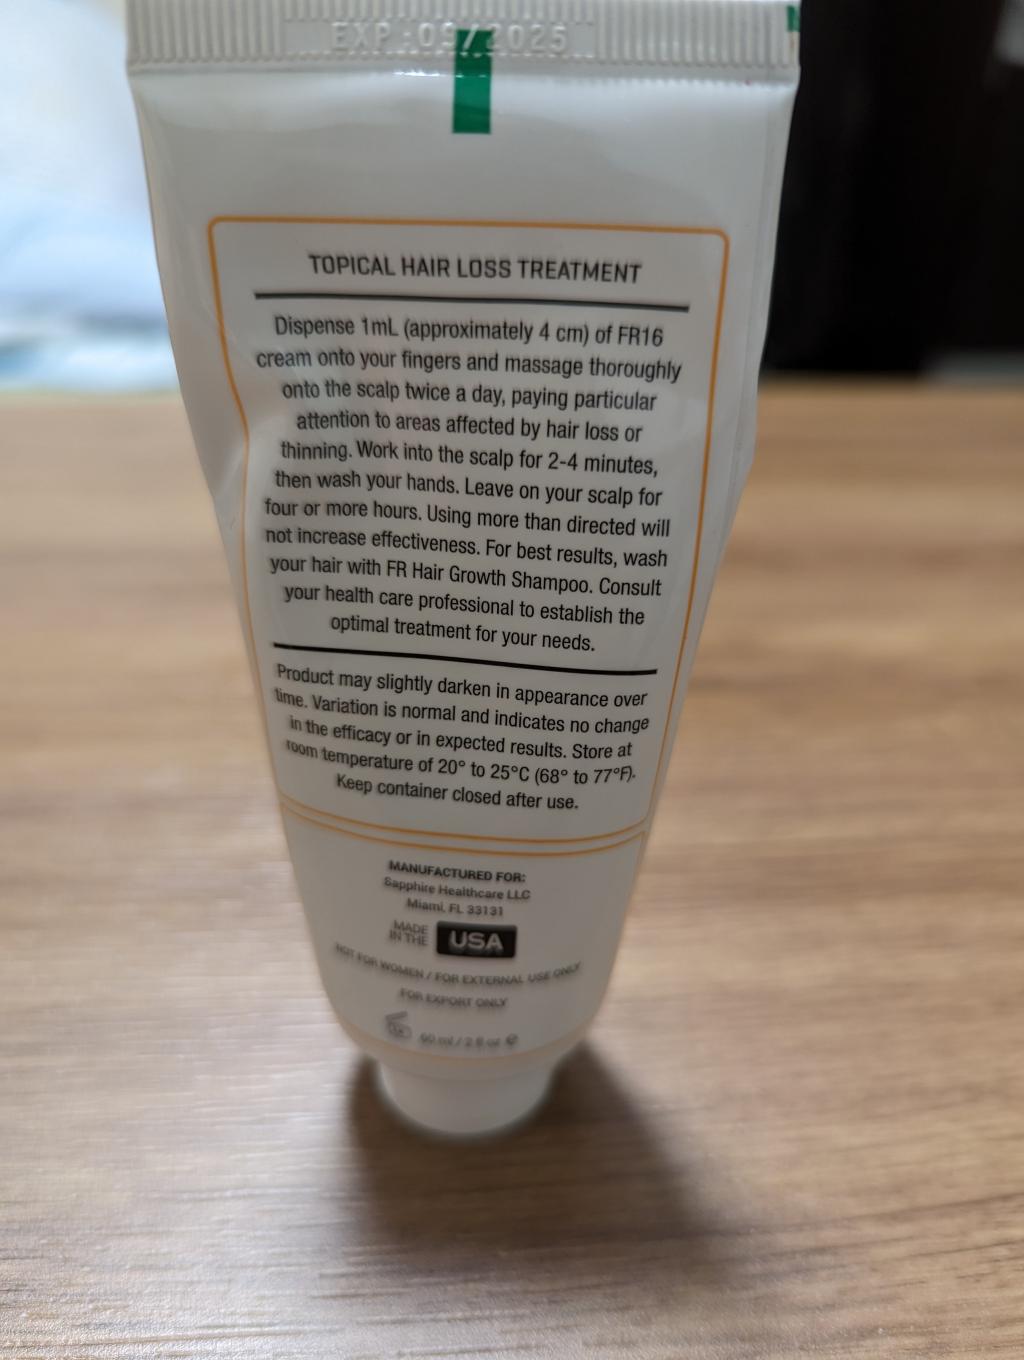 EXP.:09/2025
TOPICAL HAIR LOSS TREATMENT
Dispense 1mL (approximately 4 cm) of FR16
cream onto your fingers and massage thoroughly
onto the scalp twice a day, paying particular
attention to areas affected by hair loss or
thinning. Work into the scalp for 2-4 minutes,
then wash your hands. Leave on your scalp for
four or more hours. Using more than directed will
not increase effectiveness. For best results, wash
your hair with FR Hair Growth Shampoo. Consult
your health care professional to establish the
optimal treatment for your needs.
Product may slightly darken in appearance over
time. Variation is normal and indicates no change
in the efficacy or in expected results. Store at
room temperature of 20° to 25°C (68° to 77°F).
Keep container closed after use.
MANUFACTURED FOR:
Sapphire Healthcare LLC
Miami, FL 33131
MADE
IN THE
USA
NOT FOR WOMEN / FOR EXTERNAL USE ONLY
FOR EXPORT ONLY
60 ml / 2 fl oz ℮